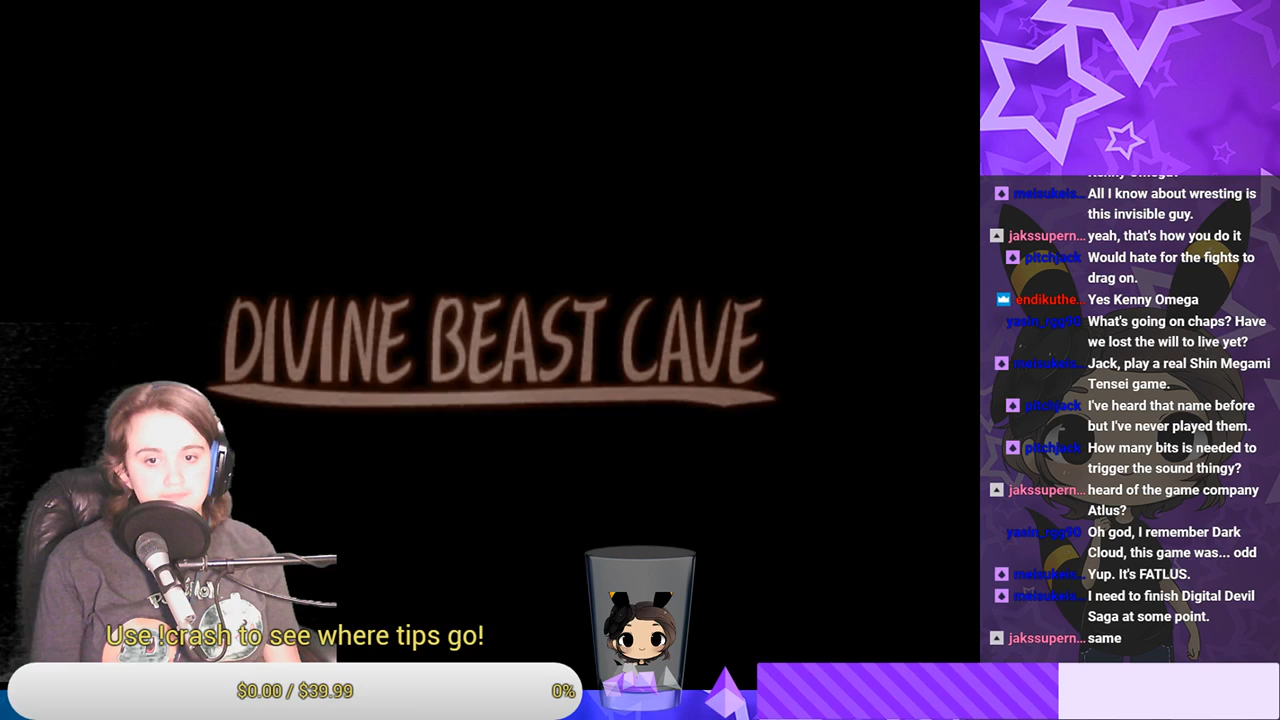 DIVINE BEAST CAVE
Use !crash to see where tips go!
$0.00 / $39.99
0%
All I know about wresting is
this invisible guy.
jakssupern... yeah, that's how you do it
pitchjack Would hate for the fights to
drag on.
endikuthe... Yes Kenny Omega
yasin_rgg90 What's going on chaps? Have
we lost the will to live yet?
Jack, play a real Shin Megami
Tensei game.
pitchjack I've heard that name before
but I've never played them.
pitchjack How many bits is needed to
trigger the sound thingy?
jakssupern... heard of the game company
Atlus?
yasin_rgg90 Oh god, I remember Dark
Cloud, this game was... odd
Yup. It's FATLUS.
I need to finish Digital Devil
Saga at some point.
jakssupern... same